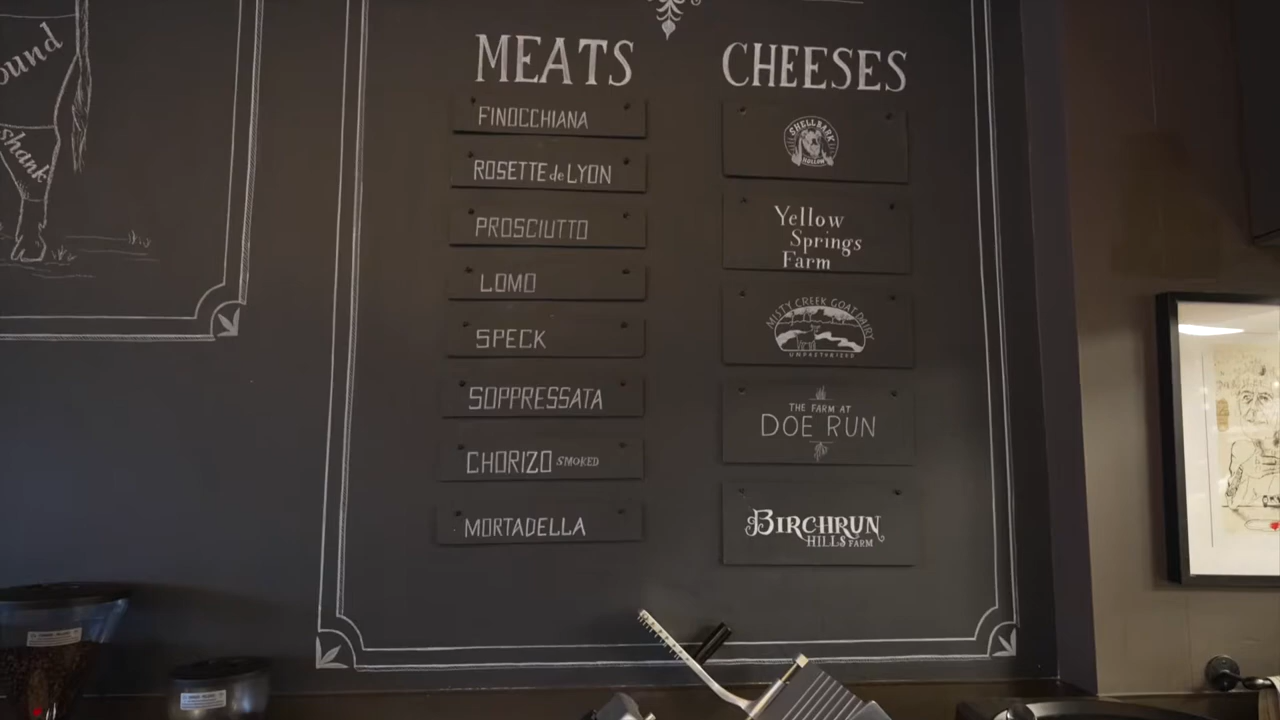 ound
shank
MEATS
FINOCCHIANA
ROSETTE de LYON
PROSCIUTTO
LOMO
SPECK
SOPPRESSATA
CHORIZO SMOKED
MORTADELLA
CHEESES
SHELLBARK
HOLLOW
Yellow
Springs
Farm
MISTY CREEK GOAT DAIRY
THE FARM AT
DOE RUN
BIRCHRUN
HILLS FARM